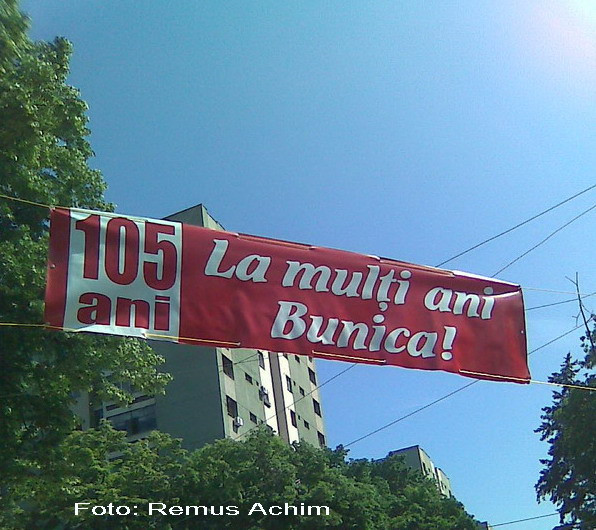 105
ani
La mulți ani
Bunica!
Foto: Remus Achim